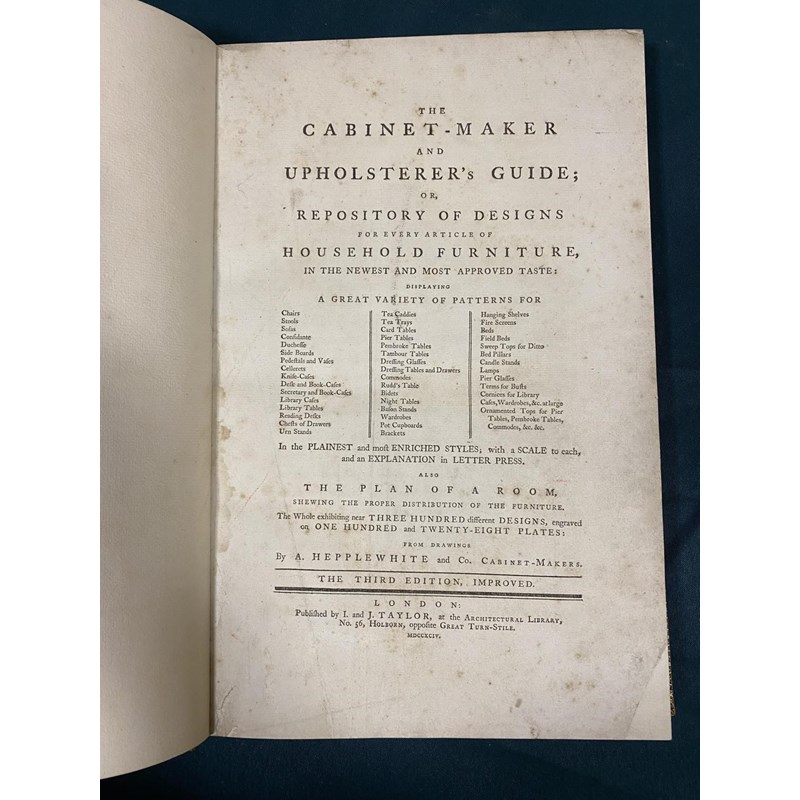 THE
CABINET-MAKER
AND
UPHOLSTERER's GUIDE;
OR,
REPOSITORY OF DESIGNS
FOR EVERY ARTICLE OF
HOUSEHOLD FURNITURE,
IN THE NEWEST AND MOST APPROVED TASTE:
DISPLAYING
A GREAT VARIETY OF PATTERNS FOR
Chairs
Stools
Sofas
Confidante
Duchesse
Side Boards
Pedestals and Vases
Cellerets
Knife-Cases
Desk and Book-Cases
Secretary and Book-Cases
Library Cases
Library Tables
Reading Desks
Chests of Drawers
Urn Stands
Tea Caddies
Tea Trays
Card Tables
Pier Tables
Pembroke Tables
Tambour Tables
Dressing Glasses
Dressing Tables and Drawers
Commodes
Rudd's Table
Bidets
Night Tables
Bason Stands
Wardrobes
Pot Cupboards
Brackets
Hanging Shelves
Fire Screens
Beds
Field Beds
Sweep Tops for Ditto
Bed Pillars
Candle Stands
Lamps
Pier Glasses
Terms for Busts
Cornices for Library
Cases, Wardrobes, &c. at large
Ornamented Tops for Pier
Tables, Pembroke Tables,
Commodes, &c. &c.
In the PLAINEST and most ENRICHED STYLES; with a SCALE to each,
and an EXPLANATION in LETTER PRESS.
ALSO
THE PLAN OF A ROOM,
SHEWING THE PROPER DISTRIBUTION OF THE FURNITURE.
The Whole exhibiting near THREE HUNDRED different DESIGNS, engraved
on ONE HUNDRED and TWENTY-EIGHT PLATES:
FROM DRAWINGS
By A. HEPPLEWHITE and Co. CABINET-MAKERS.
THE THIRD EDITION, IMPROVED.
LONDON:
Published by I. and J. TAYLOR, at the ARCHITECTURAL LIBRARY,
No. 56, HOLBORN, opposite GREAT TURN-STILE.
MDCCXCIV.